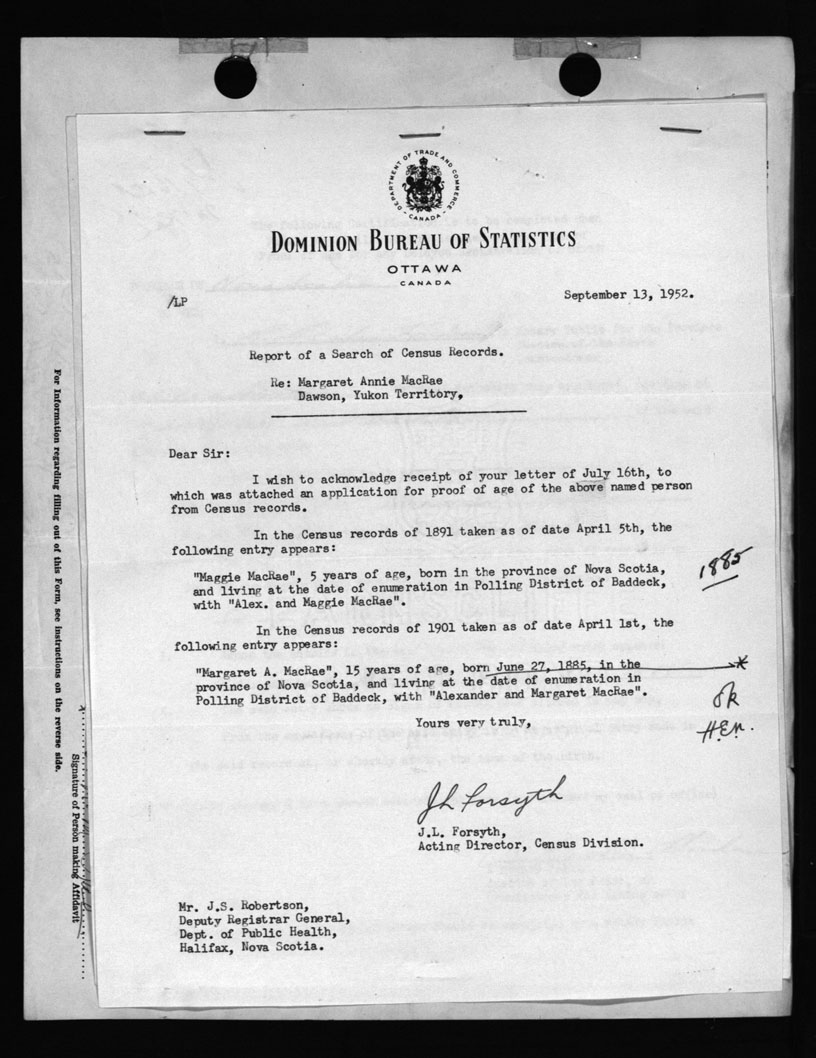 DEPARTMENT OF TRADE AND COMMERCE
- CANADA -
DOMINION BUREAU OF STATISTICS
OTTAWA
CANADA
/LP
September 13, 1952.
Report of a Search of Census Records.
Re: Margaret Annie MacRae
Dawson, Yukon Territory.
Dear Sir:
I wish to acknowledge receipt of your letter of July 16th, to
which was attached an application for proof of age of the above named person
from Census records.
In the Census records of 1891 taken as of date April 5th, the
following entry appears:
"Maggie MacRae", 5 years of age, born in the province of Nova Scotia,
and living at the date of enumeration in Polling District of Baddeck,
with "Alex. and Maggie MacRae".
1885
In the Census records of 1901 taken as of date April 1st, the
following entry appears:
"Margaret A. MacRae", 15 years of age, born June 27, 1885, in the
province of Nova Scotia, and living at the date of enumeration in
Polling District of Baddeck, with "Alexander and Margaret MacRae".
ok
H.E.M.
Yours very truly,
J L Forsyth
J.L. Forsyth,
Acting Director, Census Division.
Mr. J.S. Robertson,
Deputy Registrar General,
Dept. of Public Health,
Halifax, Nova Scotia.
For Information regarding filling out of this Form, see instructions on the reverse side.
Signature of Person making Affidavit